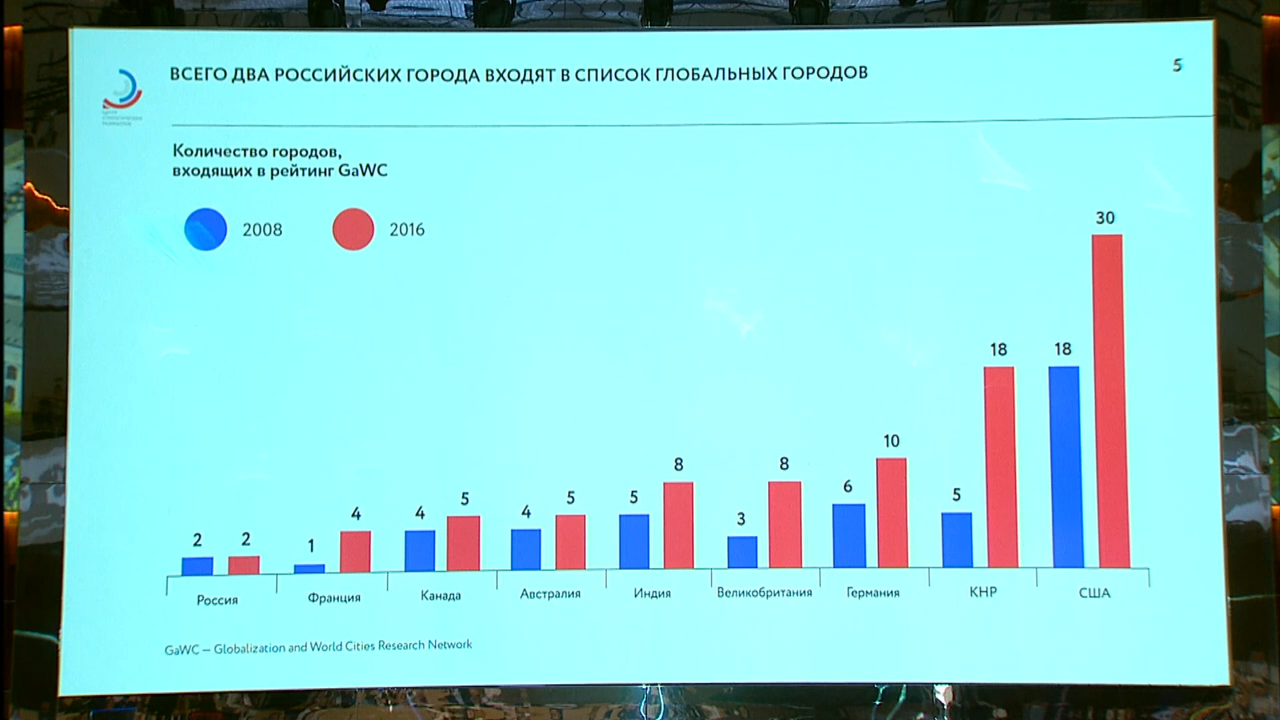 ВСЕГО ДВА РОССИЙСКИХ ГОРОДА ВХОДЯТ В СПИСОК ГЛОБАЛЬНЫХ ГОРОДОВ
5
Количество городов,
входящих в рейтинг GaWC
2008
2016
2
2
1
4
4
5
4
5
5
8
3
8
6
10
5
18
18
30
Россия
Франция
Канада
Австралия
Индия
Великобритания
Германия
КНР
США
GaWC — Globalization and World Cities Research Network